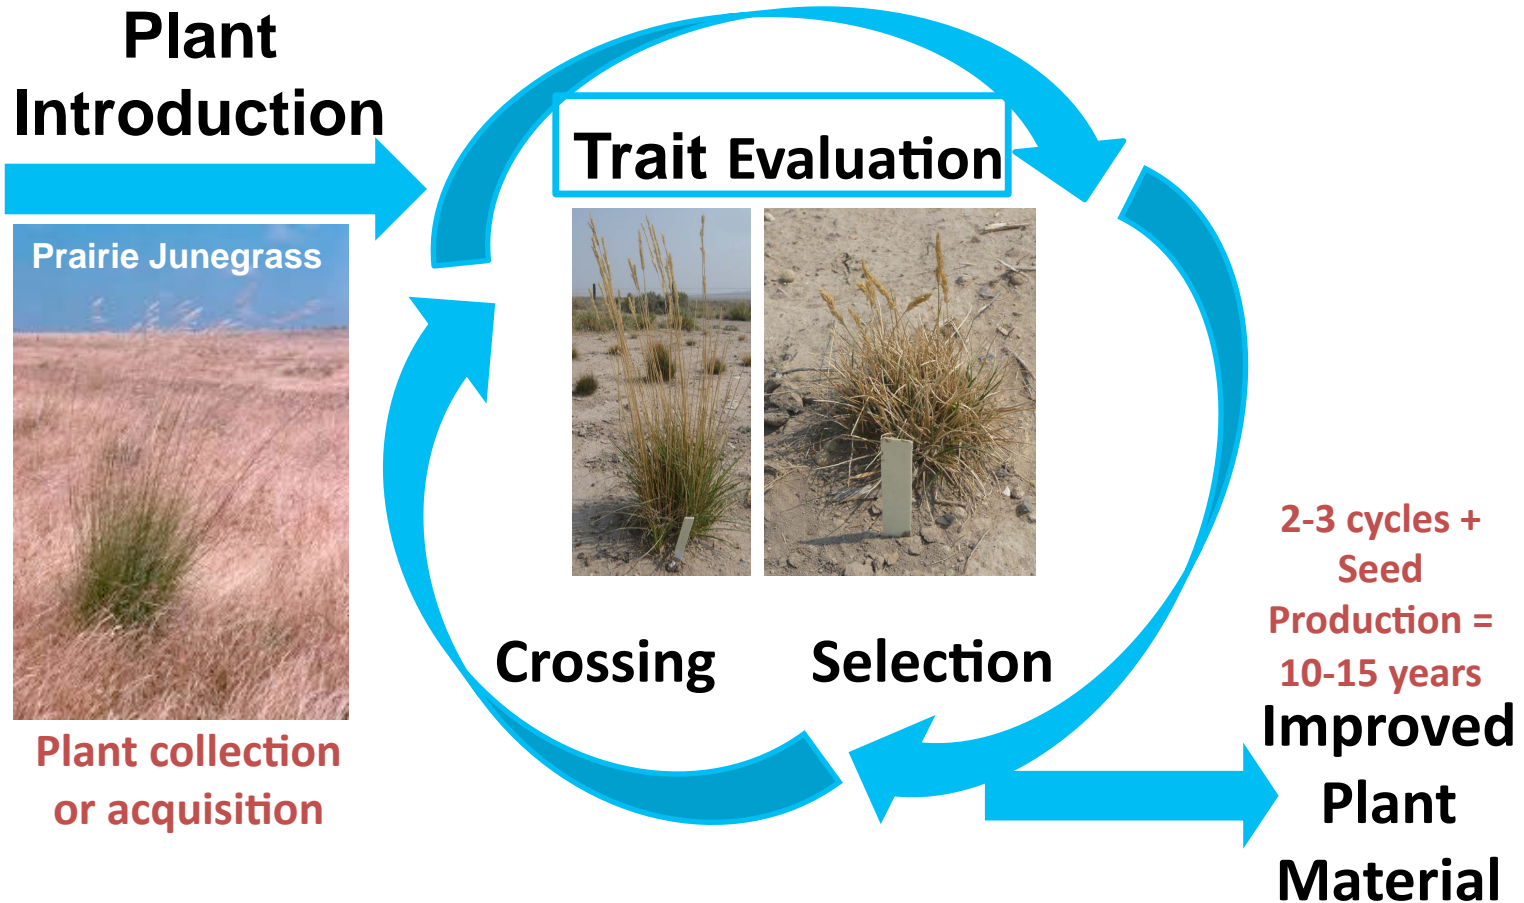 Plant
Introduction
Prairie Junegrass
Plant collection
or acquisition
Trait Evaluation
Crossing
Selection
2-3 cycles +
Seed
Production =
10-15 years
Improved
Plant
Material